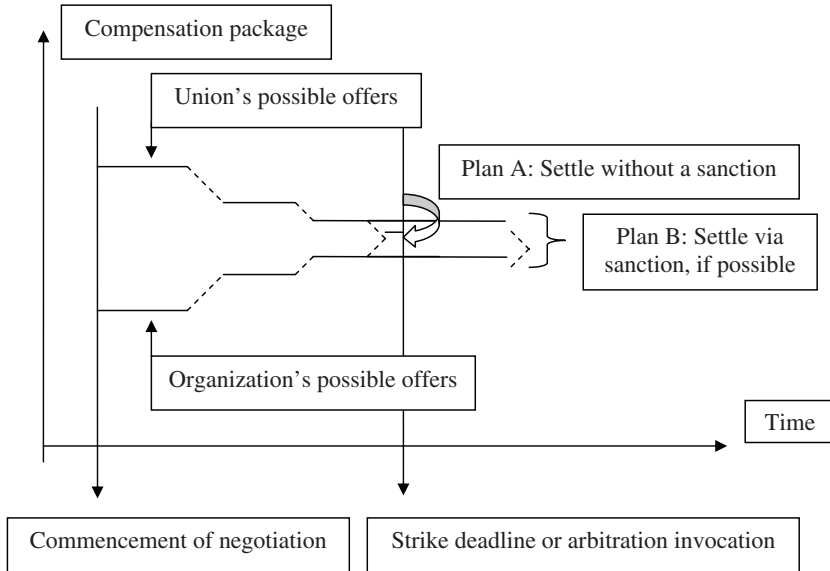 Compensation package
Union’s possible offers
Plan A: Settle without a sanction
Plan B: Settle via
sanction, if possible
Organization’s possible offers
Time
Commencement of negotiation
Strike deadline or arbitration invocation